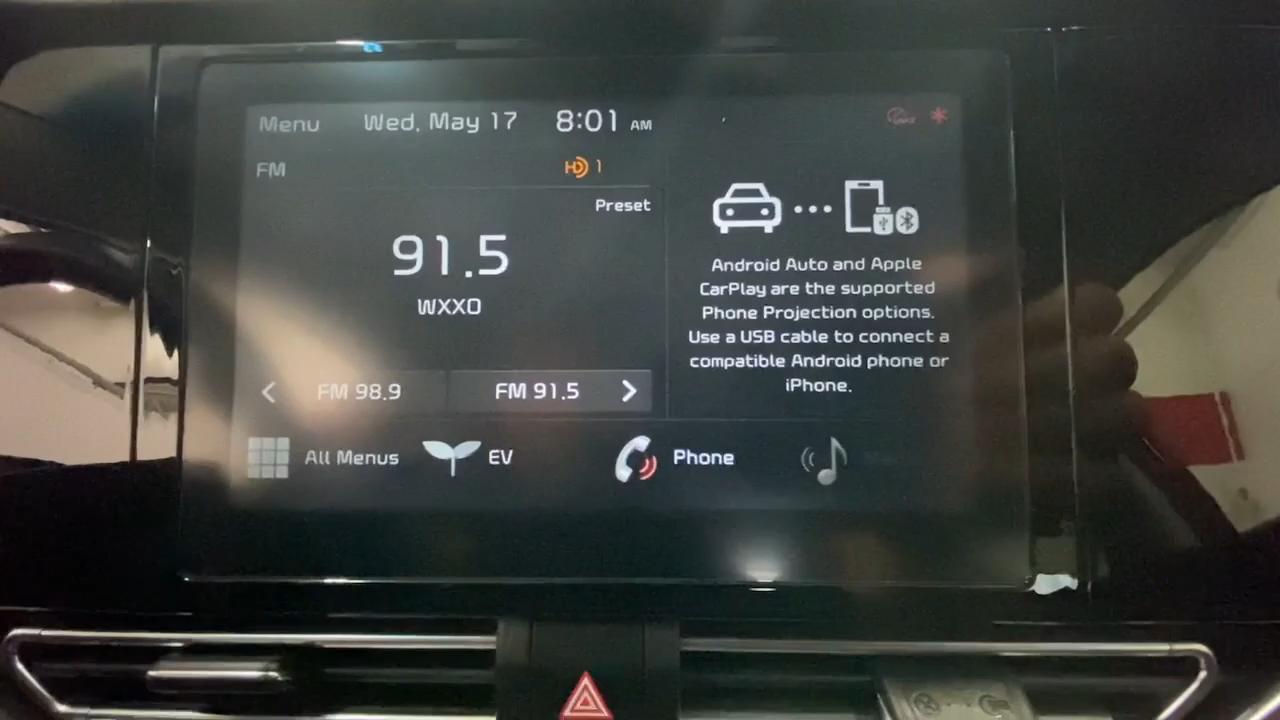 Menu Wed, May 17 8:01 AM
FM HD 1
Preset
91.5
WXXO
FM 98.9 FM 91.5
Android Auto and Apple
CarPlay are the supported
Phone Projection options.
Use a USB cable to connect a
compatible Android phone or
iPhone.
All Menus EV Phone